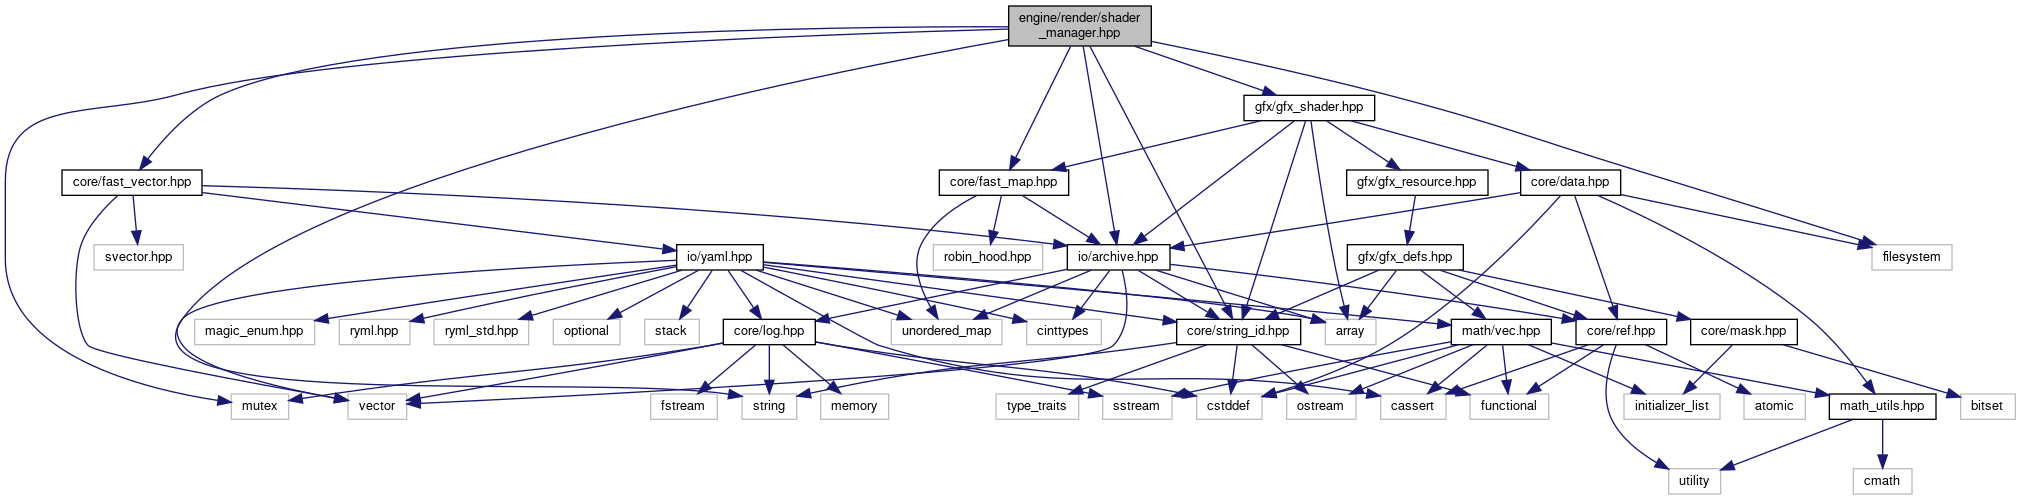 engine/render/shader
_manager.hpp
gfx/gfx_shader.hpp
core/fast_vector.hpp
core/fast_map.hpp
gfx/gfx_resource.hpp
core/data.hpp
svector.hpp
io/yaml.hpp
robin_hood.hpp
io/archive.hpp
gfx/gfx_defs.hpp
filesystem
magic_enum.hpp
ryml.hpp
ryml_std.hpp
optional
stack
core/log.hpp
unordered_map
cinttypes
core/string_id.hpp
array
math/vec.hpp
core/ref.hpp
core/mask.hpp
mutex
vector
fstream
string
memory
type_traits
sstream
cstddef
ostream
cassert
functional
initializer_list
atomic
math_utils.hpp
bitset
utility
cmath